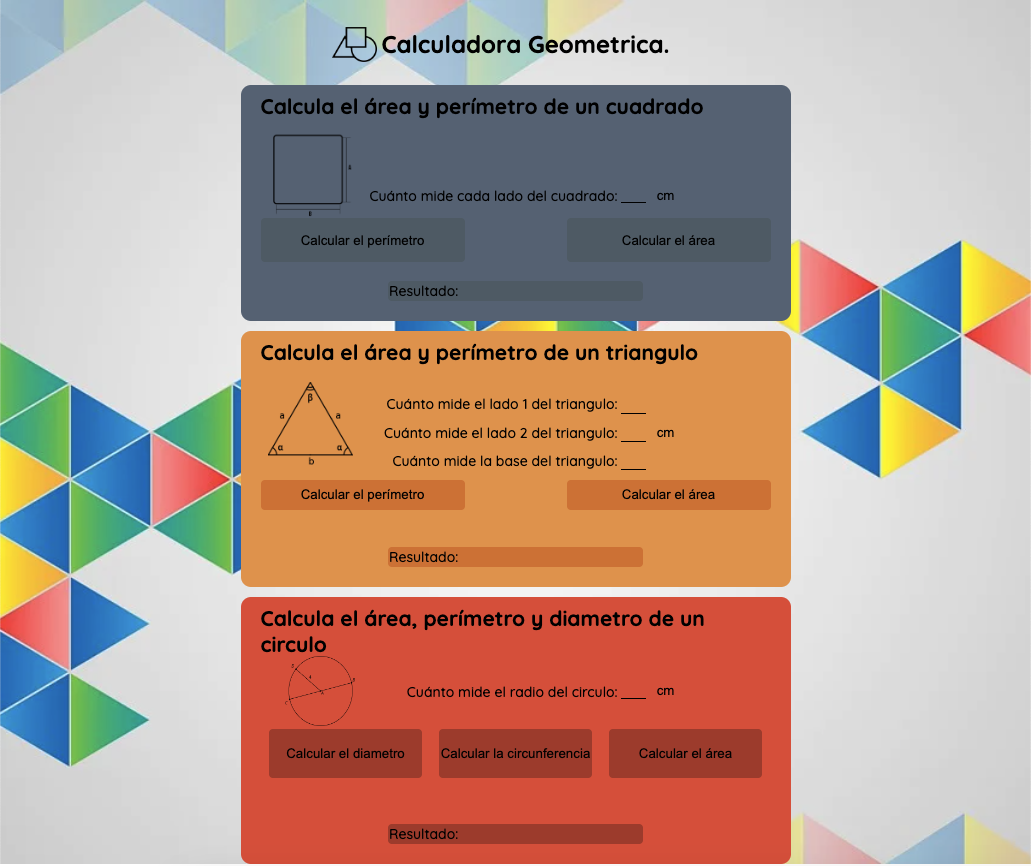 Calculadora Geometrica.
Calcula el área y perímetro de un cuadrado
Cuánto mide cada lado del cuadrado: ___ cm
Calcular el perímetro
Calcular el área
Resultado:
Calcula el área y perímetro de un triangulo
β
a
a
α
α
b
Cuánto mide el lado 1 del triangulo: ___
Cuánto mide el lado 2 del triangulo: ___ cm
Cuánto mide la base del triangulo: ___
Calcular el perímetro
Calcular el área
Resultado:
Calcula el área, perímetro y diametro de un
circulo
Cuánto mide el radio del circulo: ___ cm
Calcular el diametro
Calcular la circunferencia
Calcular el área
Resultado: